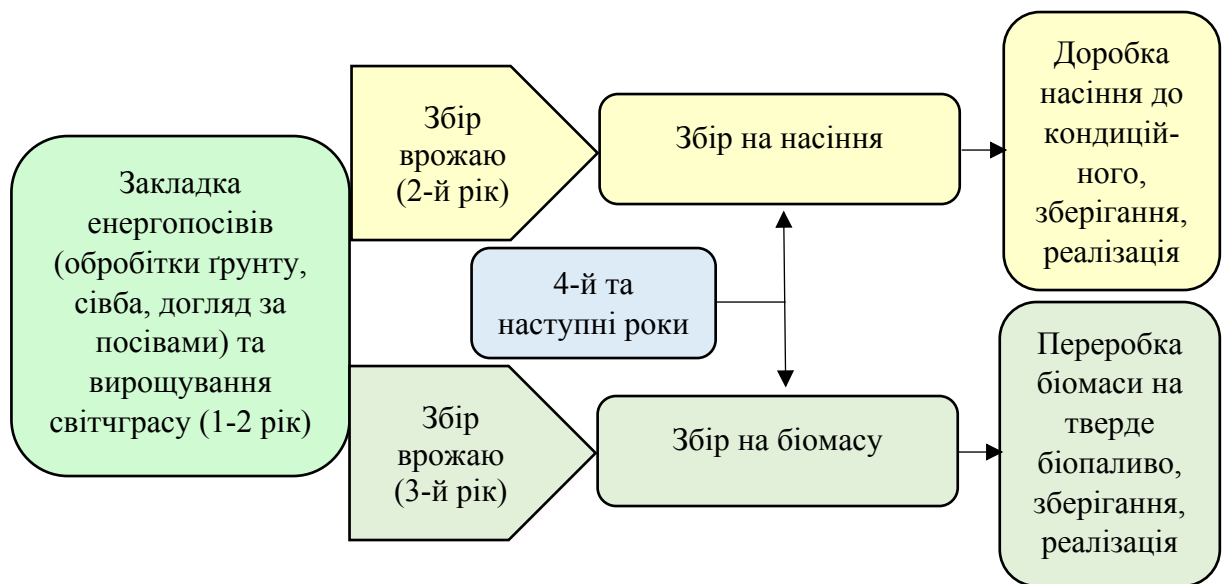 Закладка
енергопосівів
(обробітки ґрунту,
сівба, догляд за
посівами) та
вирощування
світчграсу (1-2 рік)
Збір
врожаю
(2-й рік)
Збір на насіння
Доробка
насіння до
кондицій-
ного,
зберігання,
реалізація
4-й та
наступні роки
Збір
врожаю
(3-й рік)
Збір на біомасу
Переробка
біомаси на
тверде
біопаливо,
зберігання,
реалізація